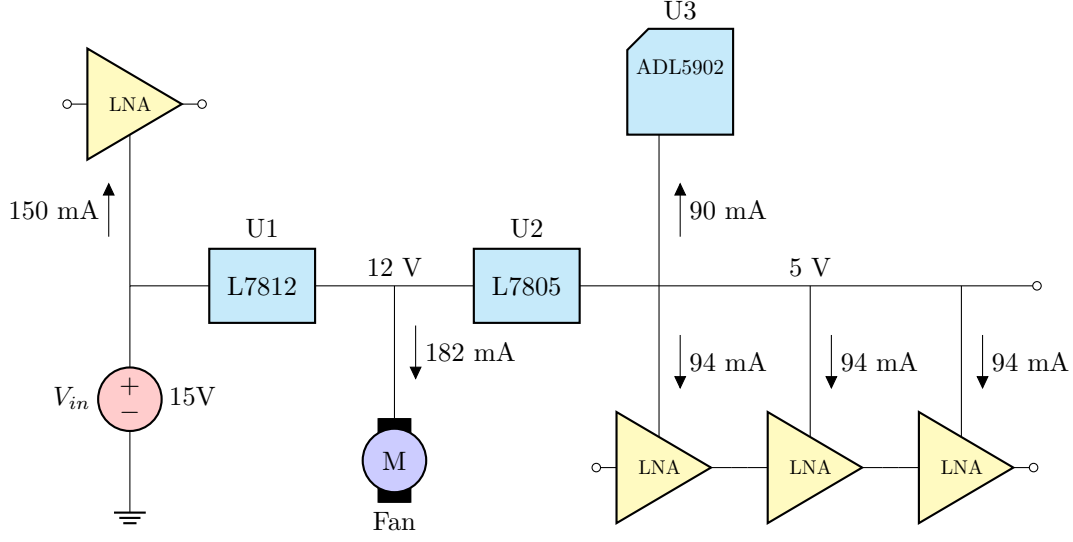 U3
ADL5902
LNA
150 mA
90 mA
U1
U2
L7812
12 V
L7805
5 V
182 mA
94 mA
94 mA
94 mA
V_in
+
−
15V
M
LNA
LNA
LNA
Fan